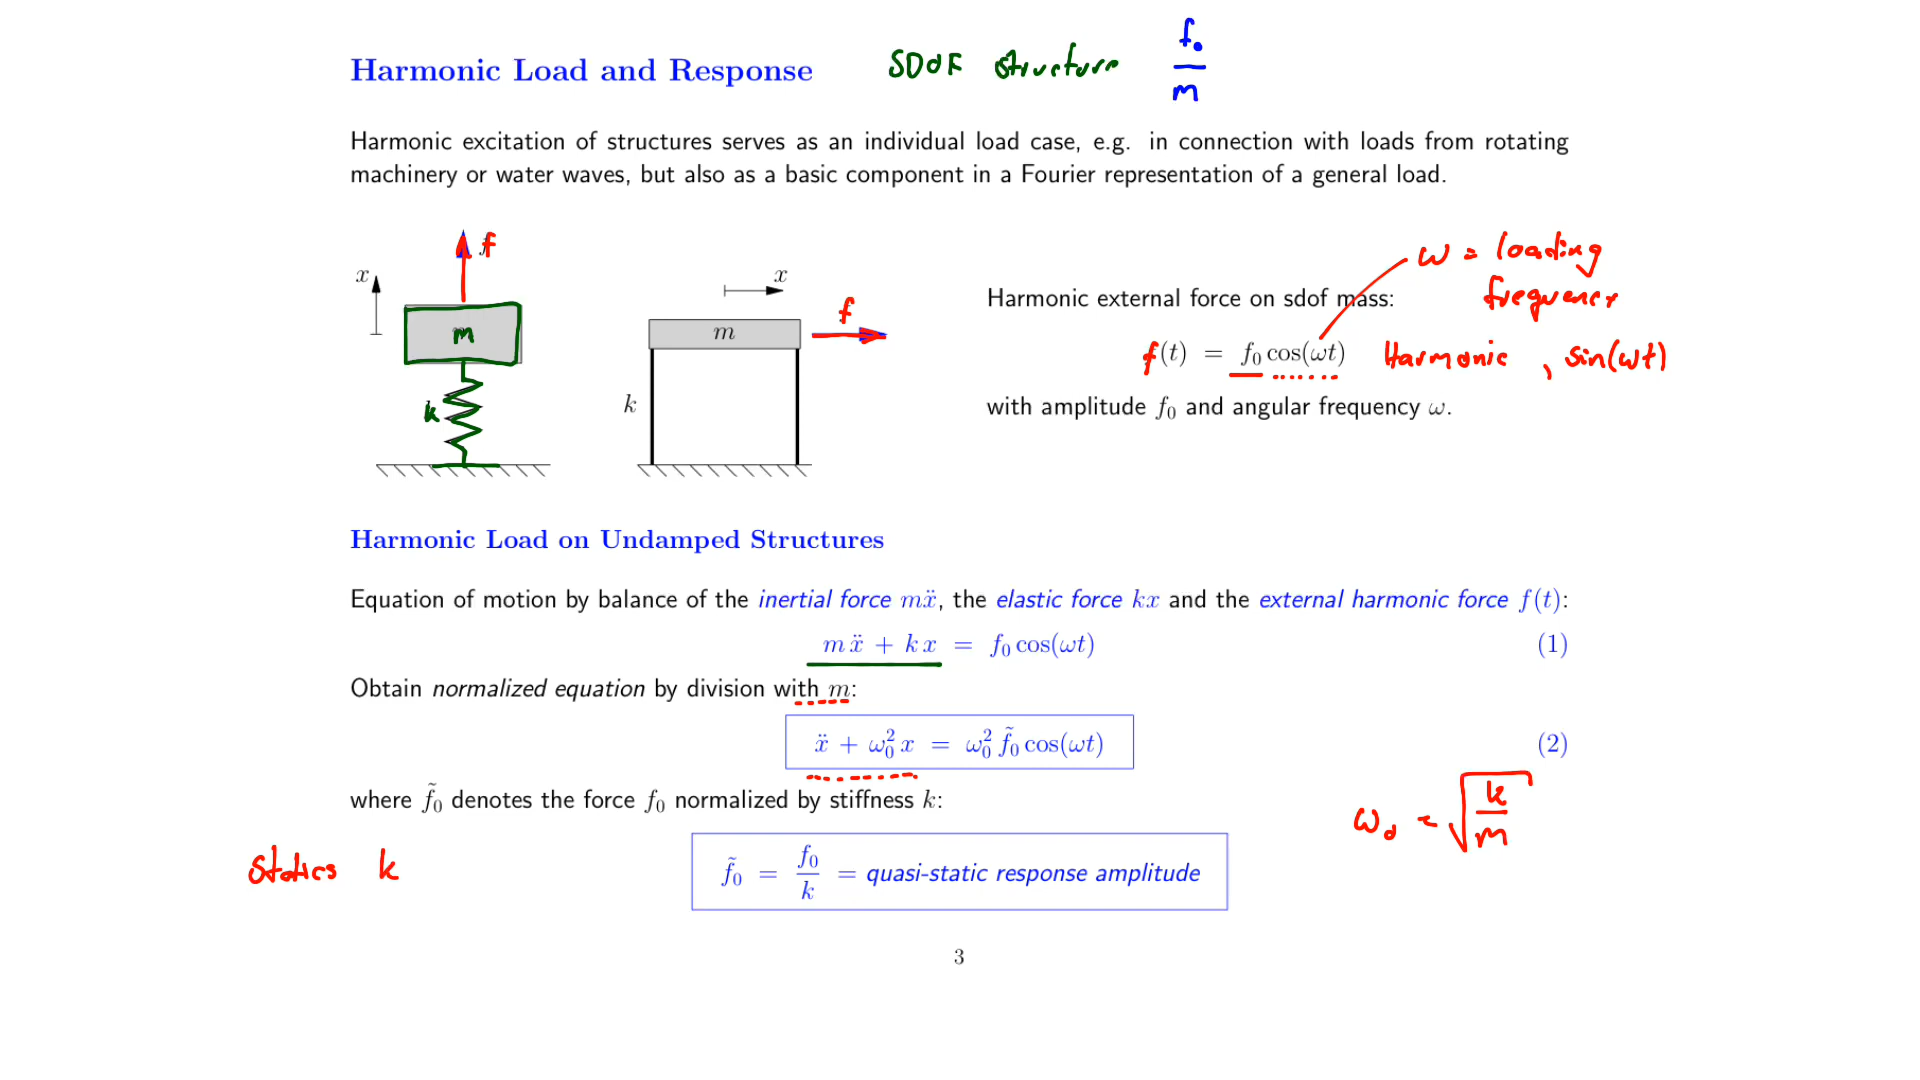 Harmonic Load and Response SDOF structure f₀/m
Harmonic excitation of structures serves as an individual load case, e.g. in connection with loads from rotating
machinery or water waves, but also as a basic component in a Fourier representation of a general load.
x f m k
x m f k
ω = loading
frequency
Harmonic external force on sdof mass:
f(t) = f₀ cos(ωt) Harmonic , sin(ωt)
with amplitude f₀ and angular frequency ω.
Harmonic Load on Undamped Structures
Equation of motion by balance of the inertial force mẍ, the elastic force kx and the external harmonic force f(t):
m ẍ + k x = f₀ cos(ωt) (1)
Obtain normalized equation by division with m:
ẍ + ω₀² x = ω₀² f̃₀ cos(ωt) (2)
where f̃₀ denotes the force f₀ normalized by stiffness k:
ω₀ = √(k/m)
Statics k
f̃₀ = f₀/k = quasi-static response amplitude
3